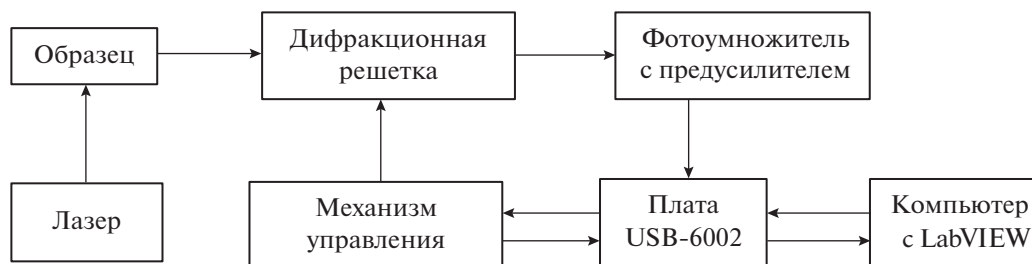 Образец
Дифракционная
решетка
Фотоумножитель
с предусилителем
Лазер
Механизм
управления
Плата
USB-6002
Компьютер
с LabVIEW